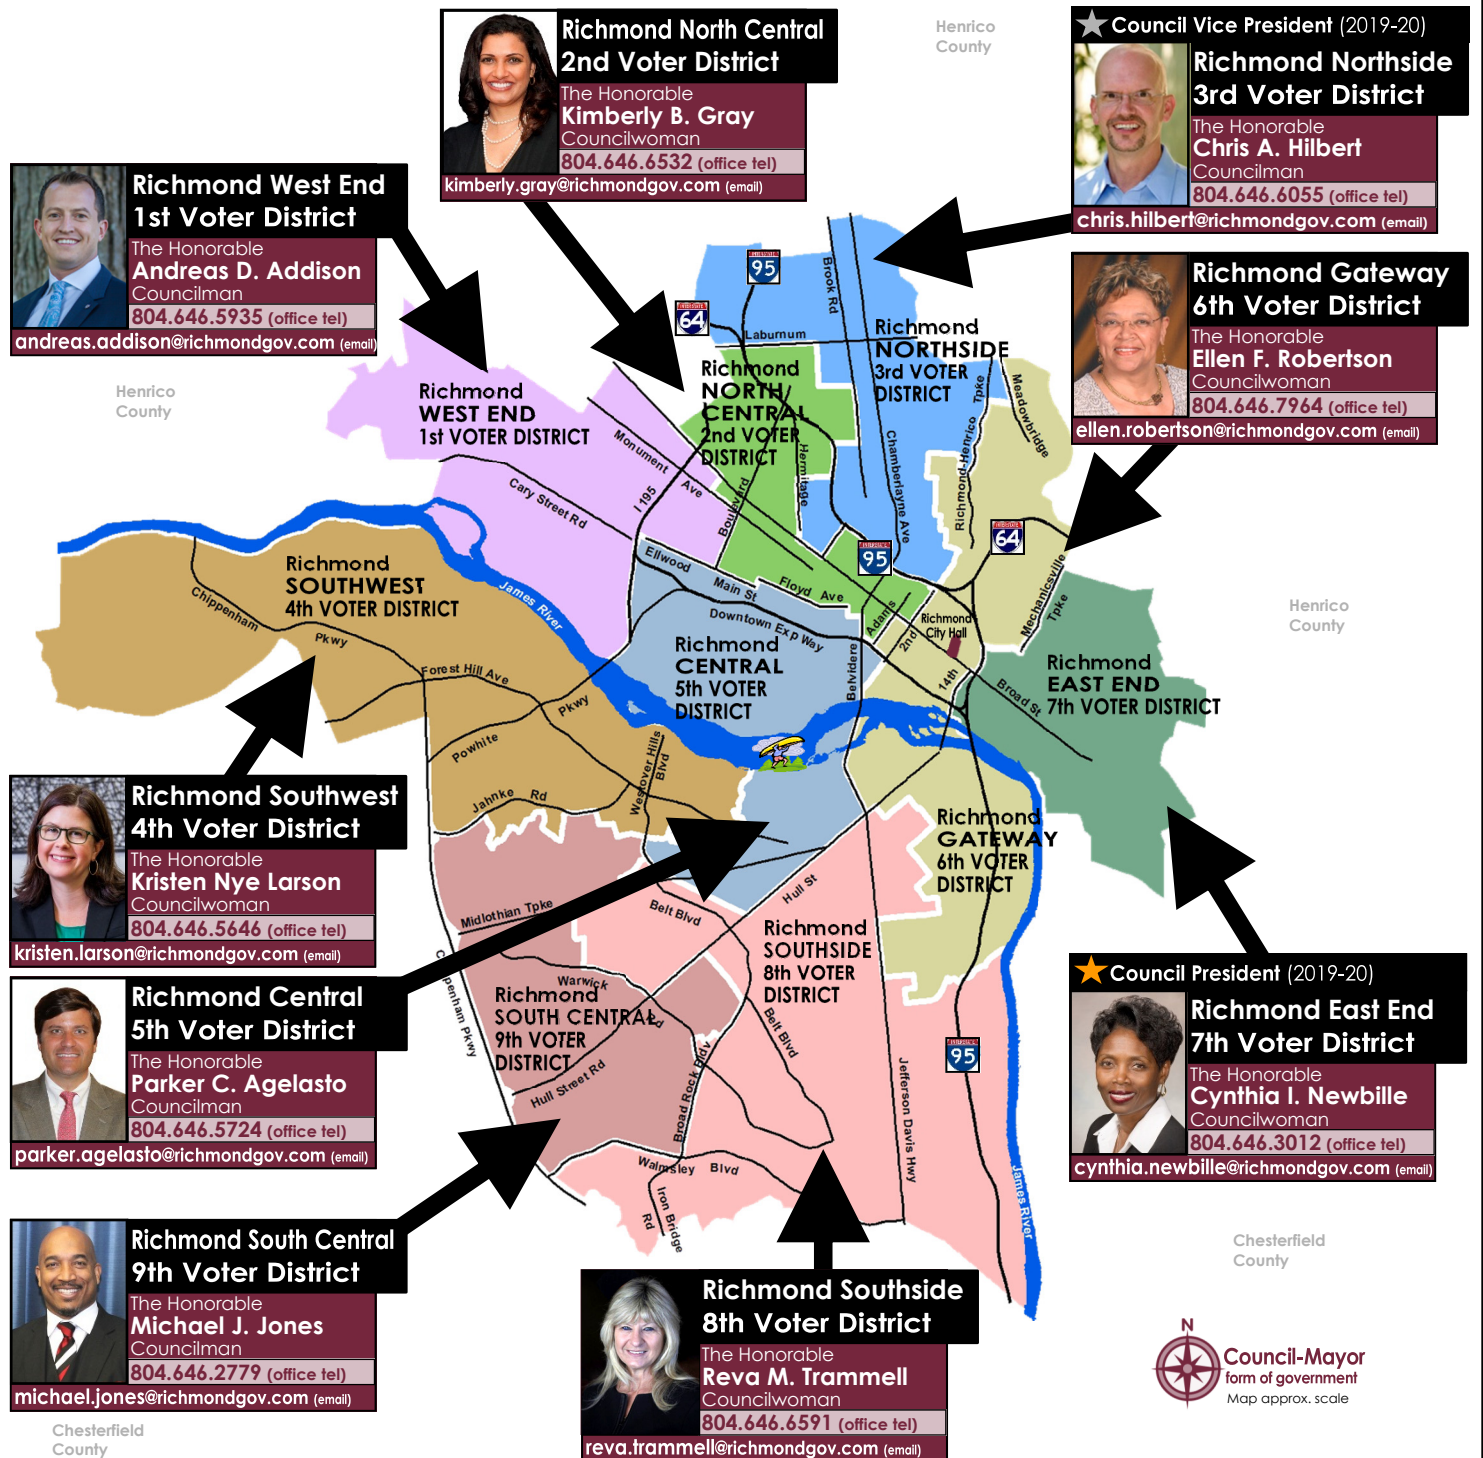 Richmond North Central
2nd Voter District
The Honorable
Kimberly B. Gray
Councilwoman
804.646.6532 (office tel)
kimberly.gray@richmondgov.com (email)
Henrico
County
Council Vice President (2019-20)
Richmond Northside
3rd Voter District
The Honorable
Chris A. Hilbert
Councilman
804.646.6055 (office tel)
chris.hilbert@richmondgov.com (email)
Richmond West End
1st Voter District
The Honorable
Andreas D. Addison
Councilman
804.646.5935 (office tel)
andreas.addison@richmondgov.com (email)
Richmond Gateway
6th Voter District
The Honorable
Ellen F. Robertson
Councilwoman
804.646.7964 (office tel)
ellen.robertson@richmondgov.com (email)
Henrico
County
INTERSTATE
95
INTERSTATE
64
Brook Rd
Laburnum
Richmond
NORTHSIDE
3rd VOTER
DISTRICT
Richmond
NORTH
CENTRAL
2nd VOTER
DISTRICT
Richmond
WEST END
1st VOTER DISTRICT
Meadowbridge
Richmond-Henrico Tpke
Monument Ave
Cary Street Rd
I 195
Boulevard
Hermitage
Chamberlayne Ave
INTERSTATE
64
INTERSTATE
95
Mechanicsville Tpke
Richmond
SOUTHWEST
4th VOTER DISTRICT
Chippenham Pkwy
James River
Ellwood
Main St
Floyd Ave
Downtown Exp Way
Adams
2nd
Richmond
City Hall
14th
Broad St
Belvidere
Richmond
CENTRAL
5th VOTER
DISTRICT
Richmond
EAST END
7th VOTER DISTRICT
Henrico
County
Forest Hill Ave
Powhite Pkwy
Westover Hills Blvd
Jahnke Rd
Richmond
GATEWAY
6th VOTER
DISTRICT
Richmond Southwest
4th Voter District
The Honorable
Kristen Nye Larson
Councilwoman
804.646.5646 (office tel)
kristen.larson@richmondgov.com (email)
Hull St
Belt Blvd
Midlothian Tpke
Richmond
SOUTHSIDE
8th VOTER
DISTRICT
Chippenham Pkwy
Warwick Rd
Richmond
SOUTH CENTRAL
9th VOTER
DISTRICT
Hull Street Rd
Belt Blvd
Broad Rock Bldv
Jefferson Davis Hwy
INTERSTATE
95
Richmond Central
5th Voter District
The Honorable
Parker C. Agelasto
Councilman
804.646.5724 (office tel)
parker.agelasto@richmondgov.com (email)
Council President (2019-20)
Richmond East End
7th Voter District
The Honorable
Cynthia I. Newbille
Councilwoman
804.646.3012 (office tel)
cynthia.newbille@richmondgov.com (email)
Walmsley Blvd
Iron Bridge Rd
James River
Richmond South Central
9th Voter District
The Honorable
Michael J. Jones
Councilman
804.646.2779 (office tel)
michael.jones@richmondgov.com (email)
Richmond Southside
8th Voter District
The Honorable
Reva M. Trammell
Councilwoman
804.646.6591 (office tel)
reva.trammell@richmondgov.com (email)
Chesterfield
County
N
Council-Mayor
form of government
Map approx. scale
Chesterfield
County